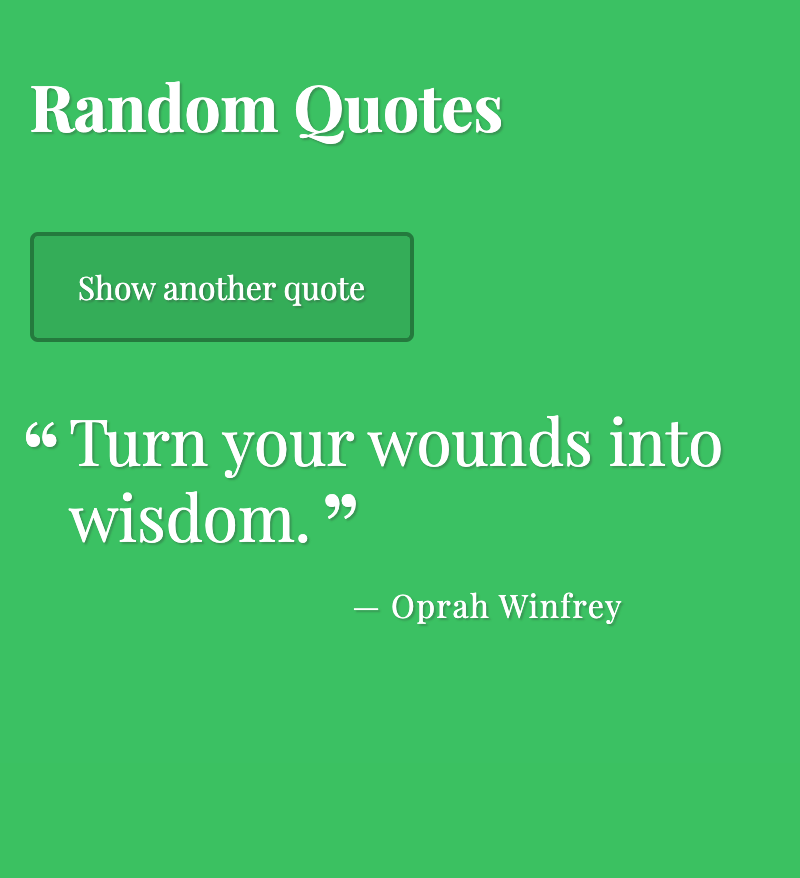 Random Quotes
Show another quote
“ Turn your wounds into
wisdom. ”
— Oprah Winfrey